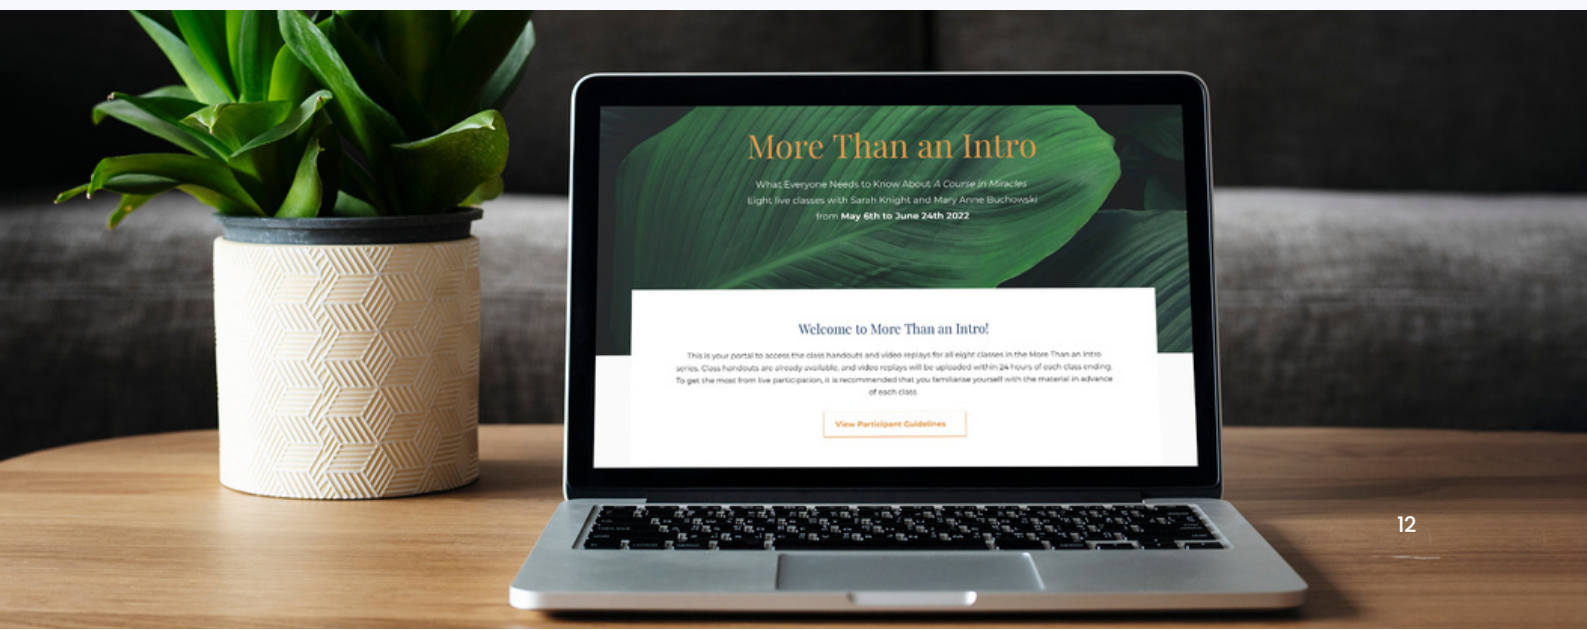 More Than an Intro
What Everyone Needs to Know About A Course in Miracles
Eight live classes with Sarah Knight and Mary Anne Buchowski
from May 6th to June 24th 2022
Welcome to More Than an Intro!
This is your portal to access the class handouts and video replays for all eight classes in the More Than an Intro
series. Class handouts are already available, and video replays will be uploaded within 24 hours of each class ending.
To get the most from live participation, it is recommended that you familiarise yourself with the material in advance
of each class
View Participant Guidelines
12